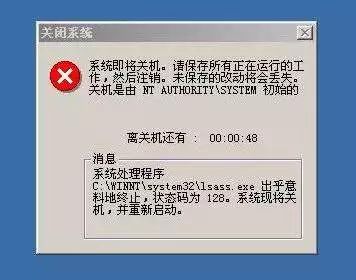 关闭系统
系统即将关机。请保存所有正在运行的工
作，然后注销。未保存的改动将会丢失。
关机是由 NT AUTHORITY\SYSTEM 初始的
离关机还有 : 00:00:48
消息
系统处理程序
C:\WINNT\system32\lsass.exe 出乎意
料地终止，状态码为 128。系统现将关
机，并重新启动。